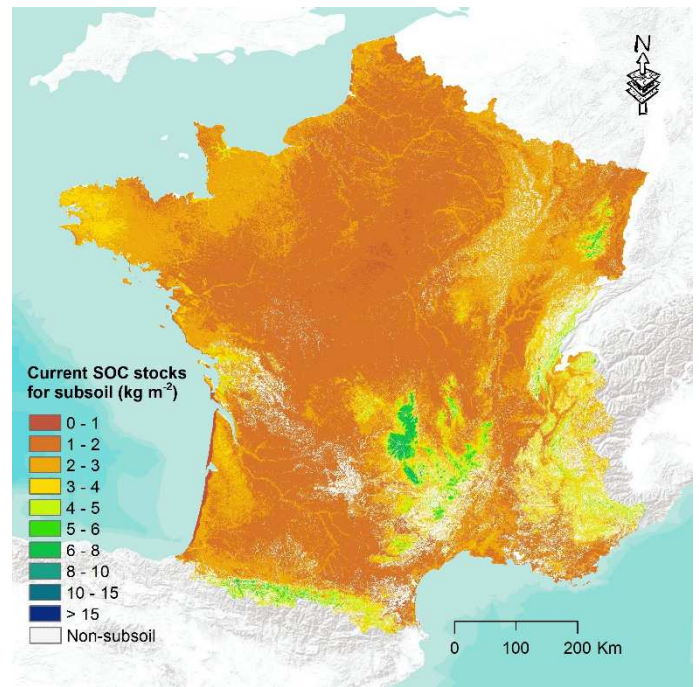 N
Current SOC stocks
for subsoil (kg m⁻²)
0 - 1
1 - 2
2 - 3
3 - 4
4 - 5
5 - 6
6 - 8
8 - 10
10 - 15
> 15
Non-subsoil
0 100 200 Km